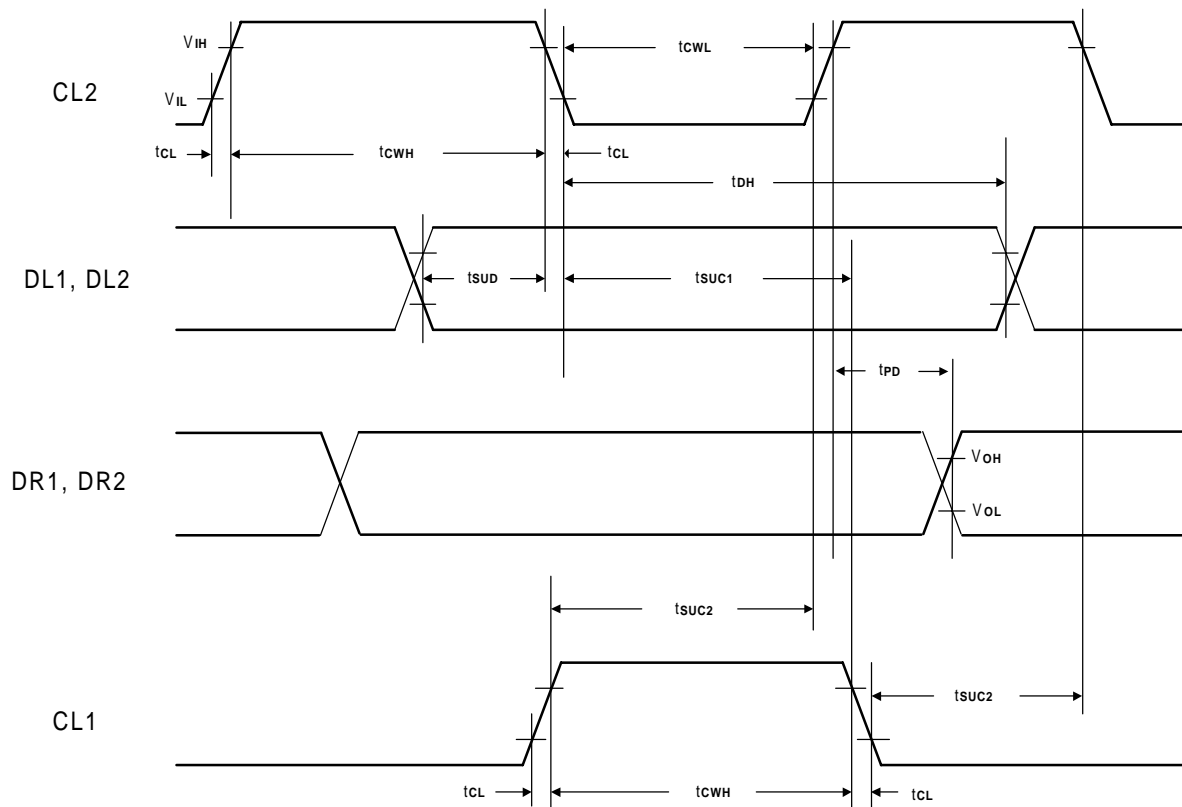 VIH
tCWL
CL2
VIL
tCL
tCWH
tCL
tDH
DL1, DL2
tSUD
tSUC1
tPD
DR1, DR2
VOH
VOL
tSUC2
tSUC2
CL1
tCL
tCWH
tCL